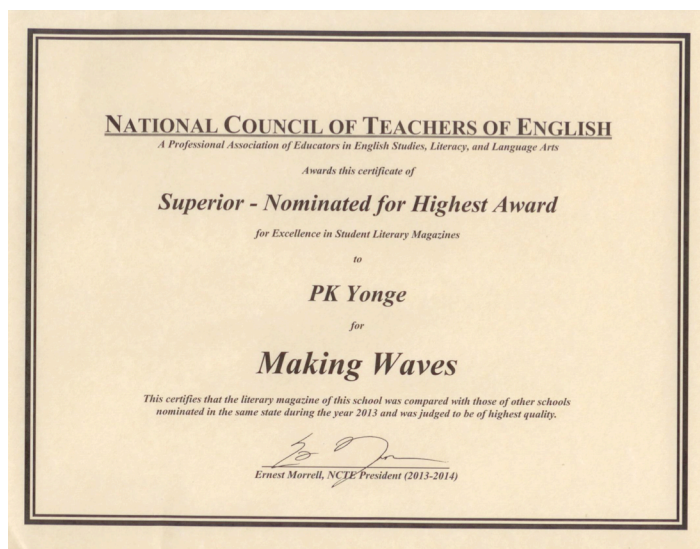 NATIONAL COUNCIL OF TEACHERS OF ENGLISH
A Professional Association of Educators in English Studies, Literacy, and Language Arts
Awards this certificate of
Superior - Nominated for Highest Award
for Excellence in Student Literary Magazines
to
PK Yonge
for
Making Waves
This certifies that the literary magazine of this school was compared with those of other schools
nominated in the same state during the year 2013 and was judged to be of highest quality.
Ernest Morrell, NCTE President (2013-2014)